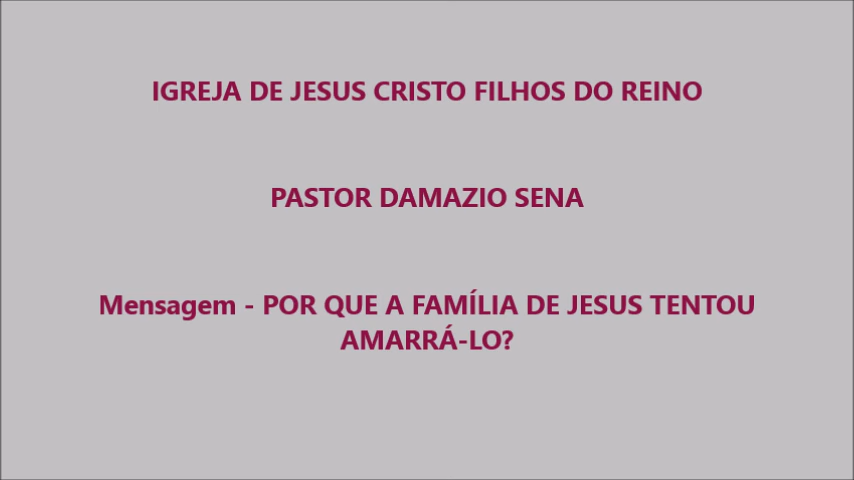 IGREJA DE JESUS CRISTO FILHOS DO REINO
PASTOR DAMAZIO SENA
Mensagem - POR QUE A FAMÍLIA DE JESUS TENTOU
AMARRÁ-LO?